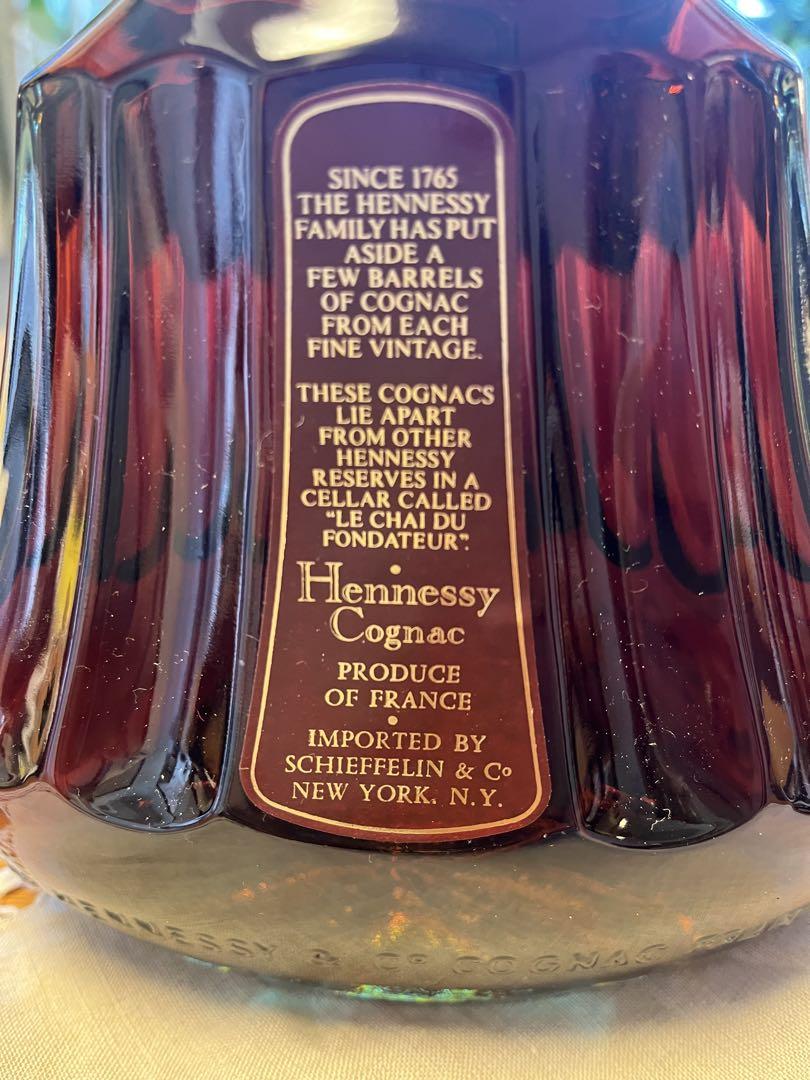 SINCE 1765
THE HENNESSY
FAMILY HAS PUT
ASIDE A
FEW BARRELS
OF COGNAC
FROM EACH
FINE VINTAGE.
THESE COGNACS
LIE APART
FROM OTHER
HENNESSY
RESERVES IN A
CELLAR CALLED
“LE CHAI DU
FONDATEUR”.
Hennessy
Cognac
PRODUCE
OF FRANCE
•
IMPORTED BY
SCHIEFFELIN & Cº
NEW YORK. N.Y.
HENNESSY & Cº COGNAC